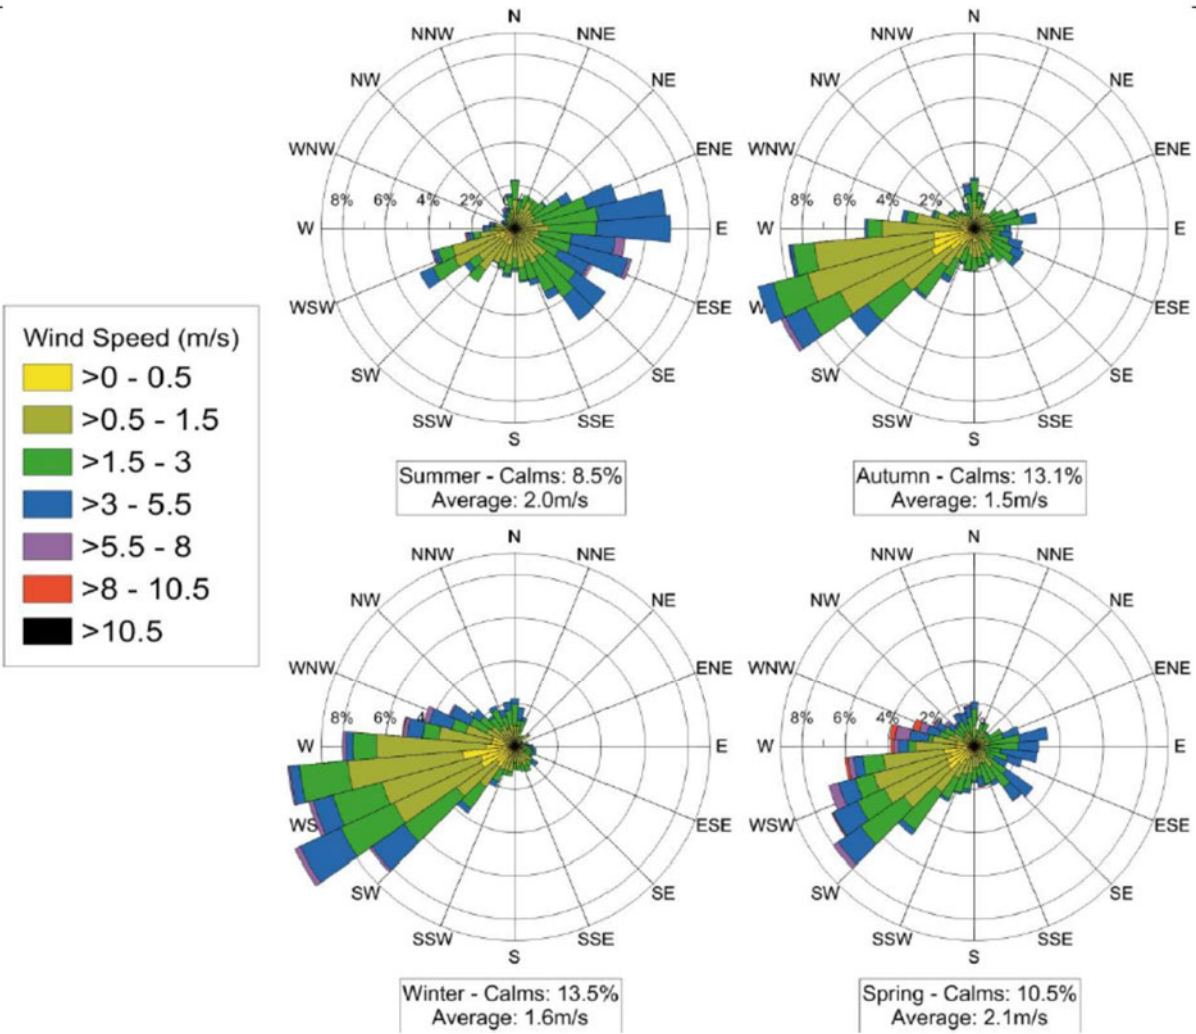 N
NNW
NNE
NW
NE
WNW
ENE
8%
6%
4%
2%
W
E
WSW
ESE
SW
SE
SSW
SSE
S
Summer - Calms: 8.5%
Average: 2.0m/s
N
NNW
NNE
NW
NE
WNW
ENE
8%
6%
4%
2%
W
E
W
ESE
SW
SE
SSW
SSE
S
Autumn - Calms: 13.1%
Average: 1.5m/s
Wind Speed (m/s)
>0 - 0.5
>0.5 - 1.5
>1.5 - 3
>3 - 5.5
>5.5 - 8
>8 - 10.5
>10.5
N
NNW
NNE
NW
NE
WNW
ENE
8%
6%
4
W
E
WS
ESE
SW
SE
SSW
SSE
S
Winter - Calms: 13.5%
Average: 1.6m/s
N
NNW
NNE
NW
NE
WNW
ENE
8%
6%
4%
2%
W
E
WSW
ESE
SW
SE
SSW
SSE
S
Spring - Calms: 10.5%
Average: 2.1m/s